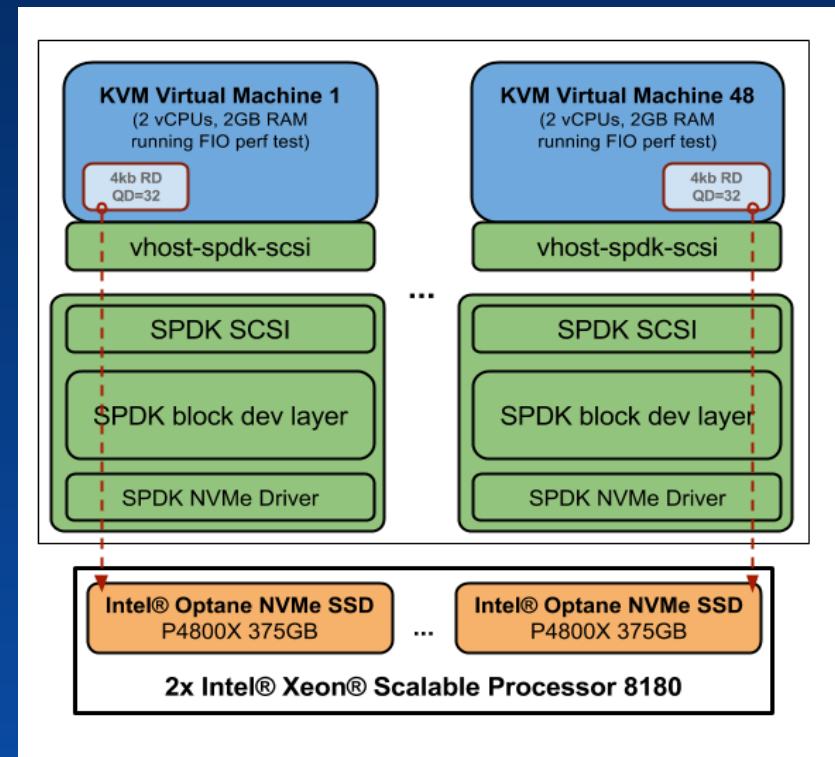 KVM Virtual Machine 1
(2 vCPUs, 2GB RAM
running FIO perf test)
4kb RD
QD=32
vhost-spdk-scsi
SPDK SCSI
SPDK block dev layer
SPDK NVMe Driver
...
KVM Virtual Machine 48
(2 vCPUs, 2GB RAM
running FIO perf test)
4kb RD
QD=32
vhost-spdk-scsi
SPDK SCSI
SPDK block dev layer
SPDK NVMe Driver
Intel® Optane NVMe SSD
P4800X 375GB
...
Intel® Optane NVMe SSD
P4800X 375GB
2x Intel® Xeon® Scalable Processor 8180